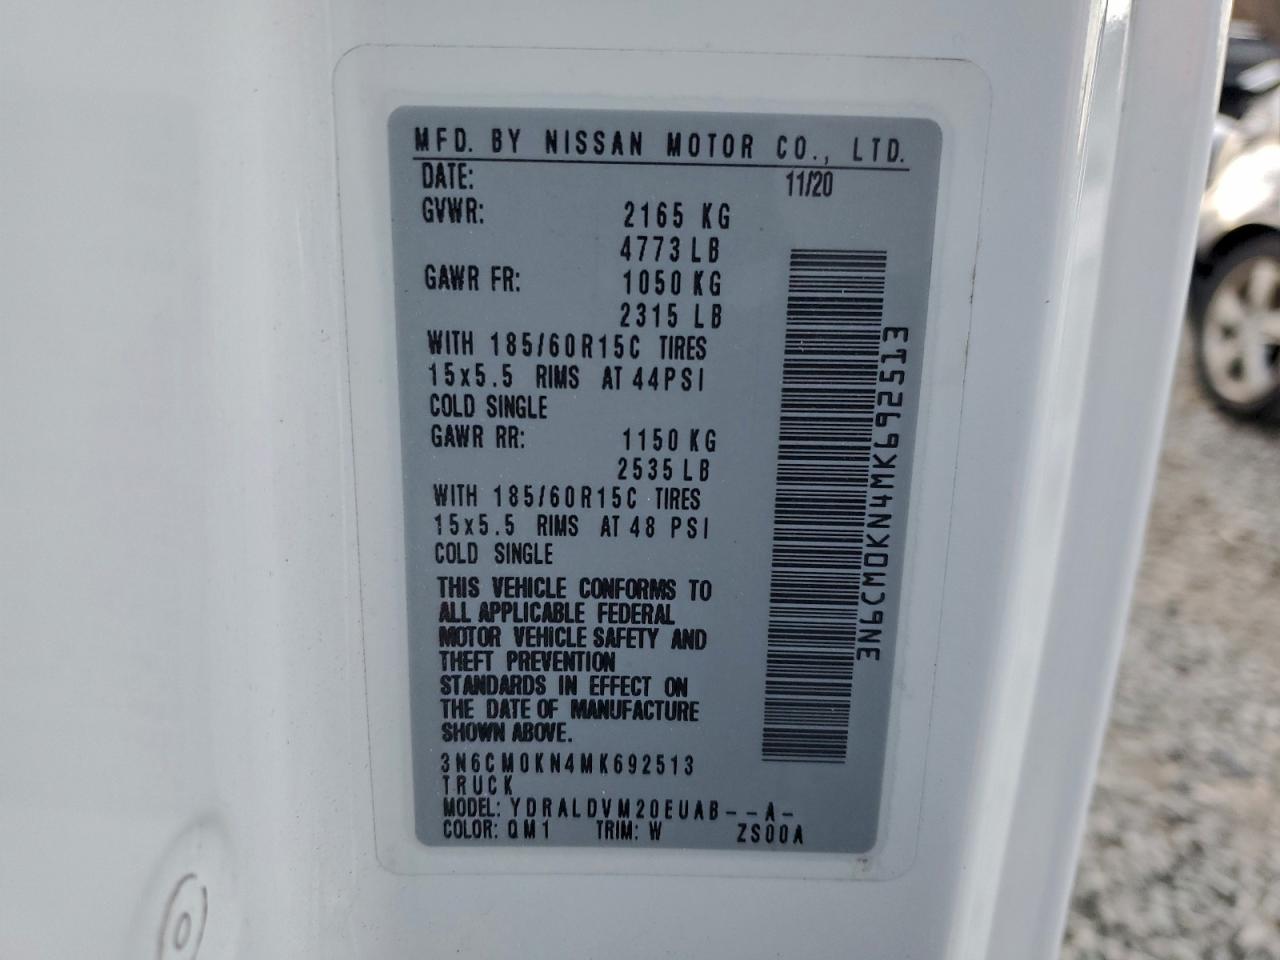 MFD. BY NISSAN MOTOR CO., LTD.
DATE: 11/20
GVWR: 2165 KG
4773 LB
GAWR FR: 1050 KG
2315 LB
WITH 185/60R15C TIRES
15x5.5 RIMS AT 44PSI
COLD SINGLE
GAWR RR: 1150 KG
2535 LB
WITH 185/60R15C TIRES
15x5.5 RIMS AT 48 PSI
COLD SINGLE
THIS VEHICLE CONFORMS TO
ALL APPLICABLE FEDERAL
MOTOR VEHICLE SAFETY AND
THEFT PREVENTION
STANDARDS IN EFFECT ON
THE DATE OF MANUFACTURE
SHOWN ABOVE.
3N6CM0KN4MK692513
TRUCK
MODEL: YDRALDVM20EUAB--A-
COLOR: QM1 TRIM: W ZS00A
3N6CM0KN4MK692513